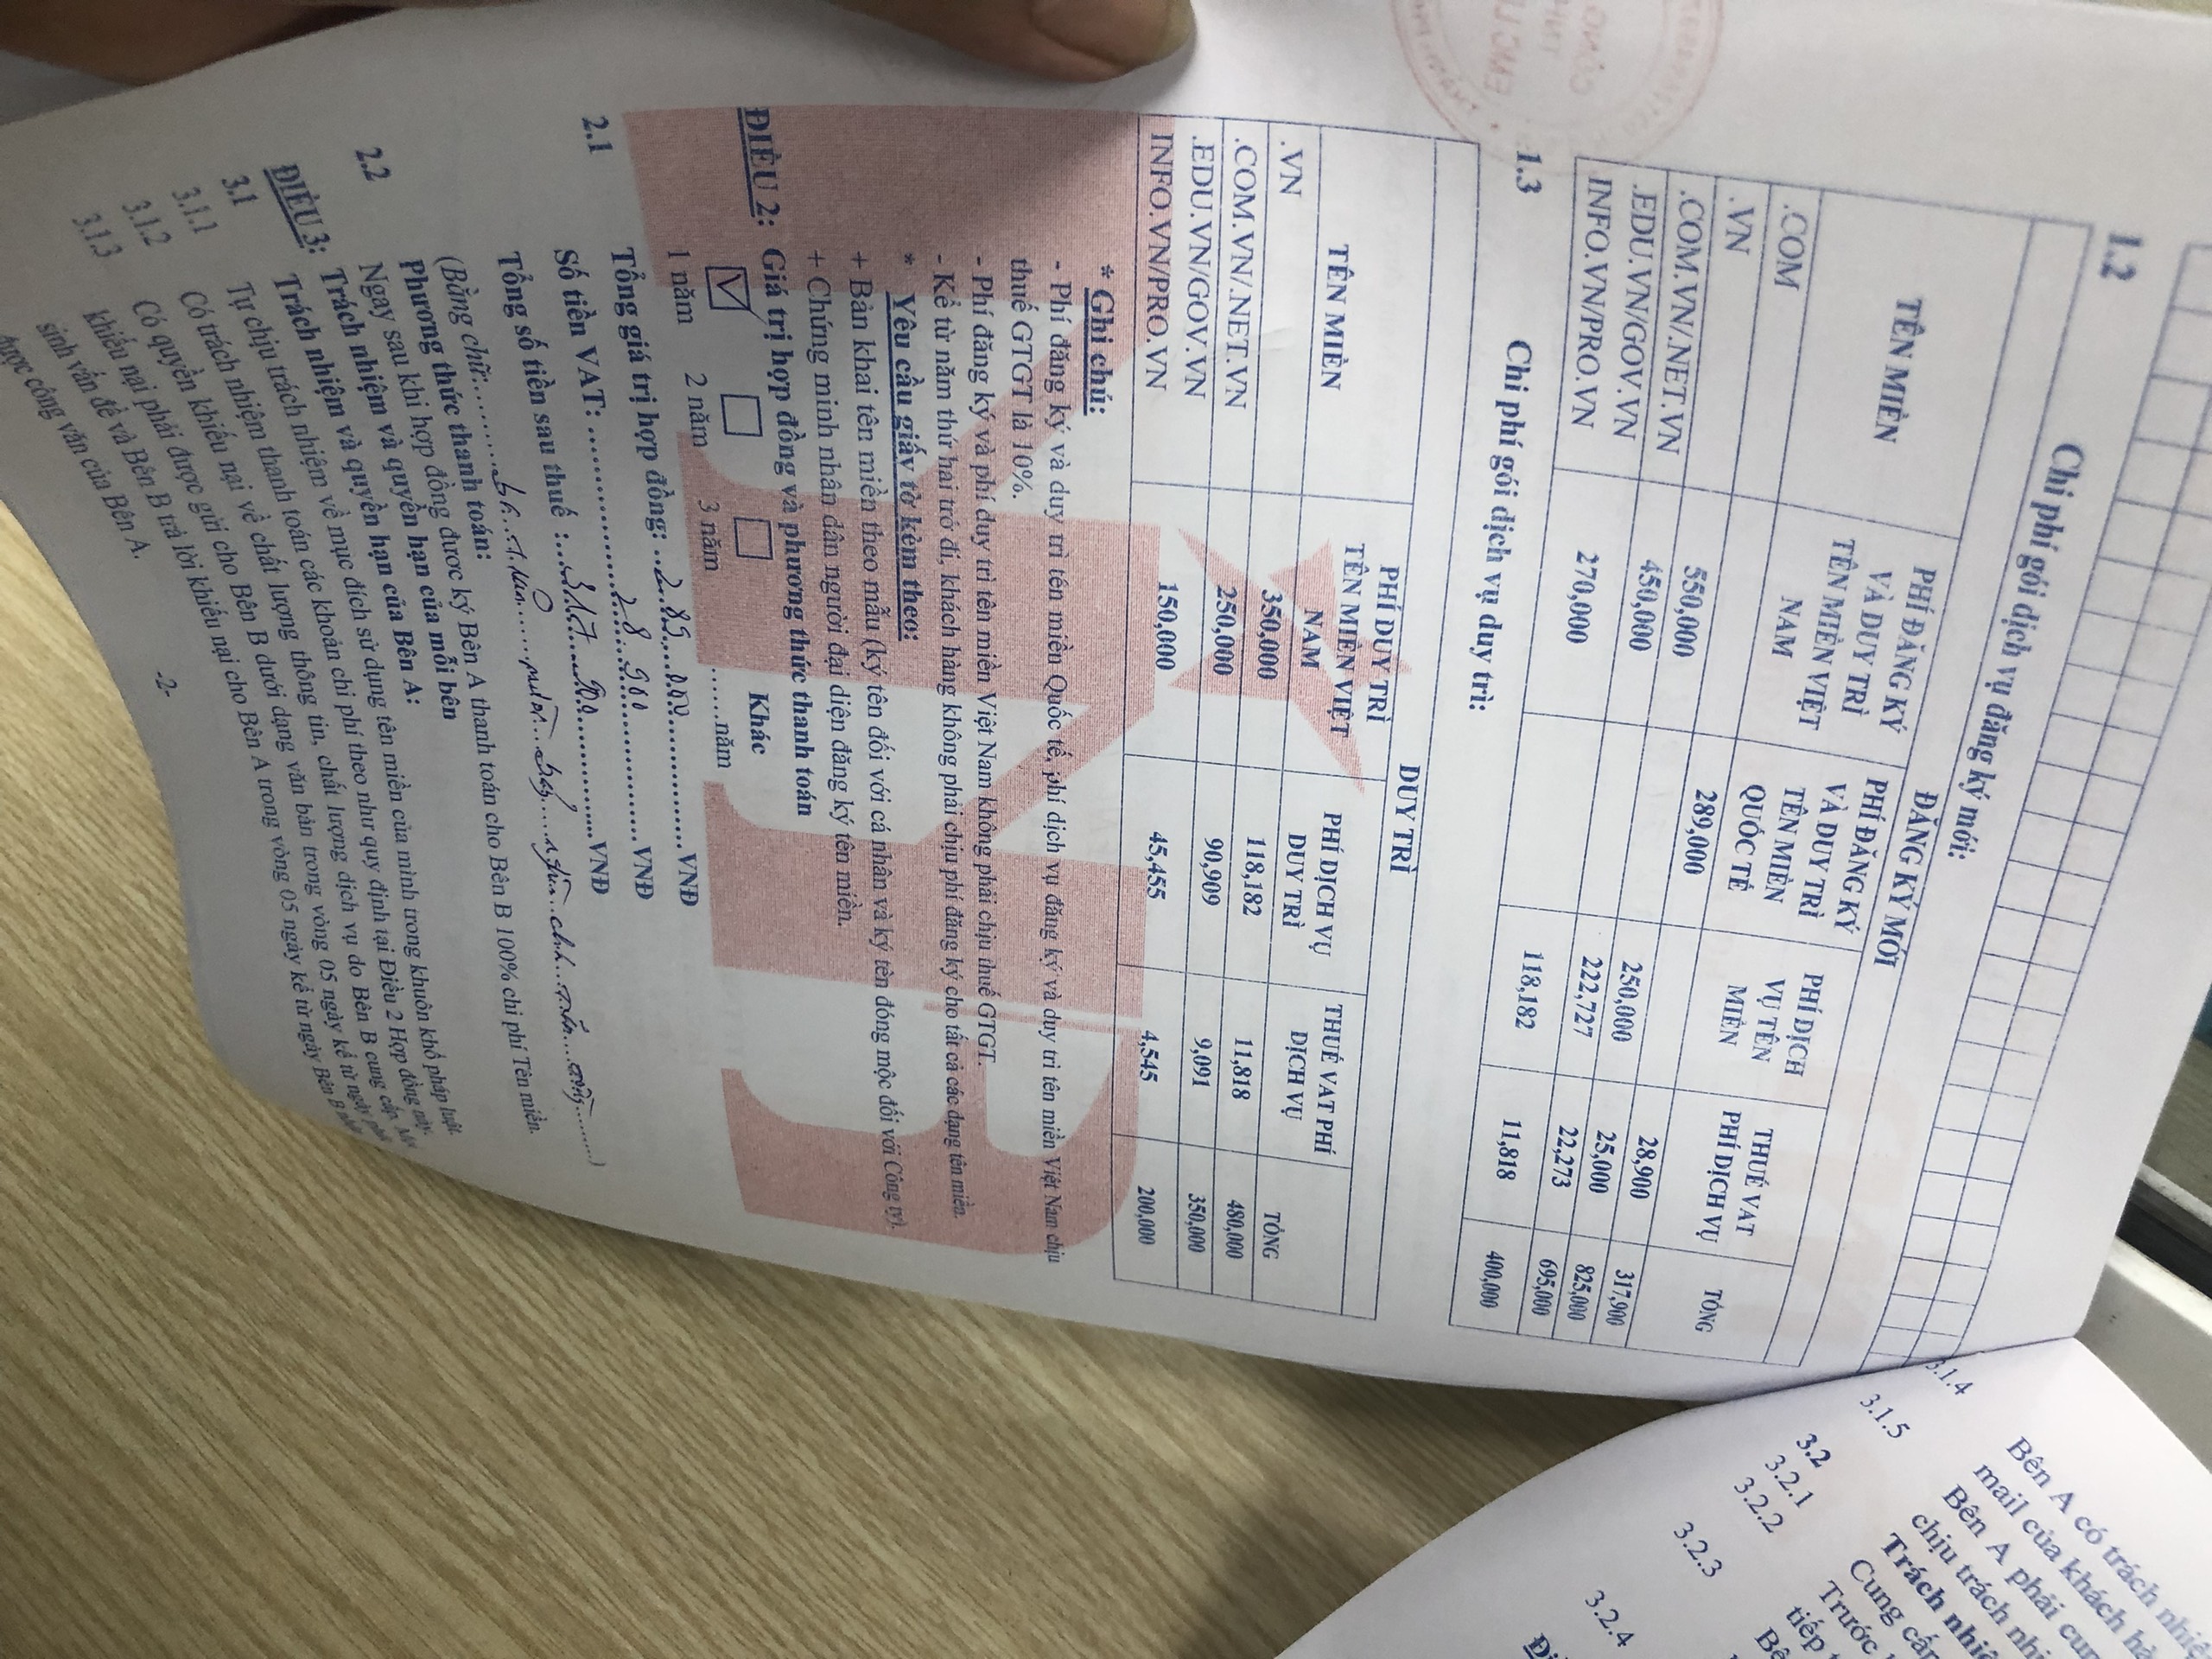 1.2 Chi phí gói dịch vụ đăng ký mới:
ĐĂNG KÝ MỚI
TÊN MIỀN
PHÍ ĐĂNG KÝ VÀ DUY TRÌ TÊN MIỀN VIỆT NAM
PHÍ ĐĂNG KÝ VÀ DUY TRÌ TÊN MIỀN QUỐC TẾ
PHÍ DỊCH VỤ TÊN MIỀN
THUẾ VAT PHÍ DỊCH VỤ
TỔNG
.COM 289,000 28,900 317,900
.VN 550,000 250,000 25,000 825,000
.COM.VN/.NET.VN 450,000 222,727 22,273 695,000
.EDU.VN/GOV.VN 270,000 118,182 11,818 400,000
INFO.VN/PRO.VN
1.3 Chi phí gói dịch vụ duy trì:
DUY TRÌ
TÊN MIỀN
PHÍ DUY TRÌ TÊN MIỀN VIỆT NAM
PHÍ DỊCH VỤ DUY TRÌ
THUẾ VAT PHÍ DỊCH VỤ
TỔNG
.VN 350,000 118,182 11,818 480,000
.COM.VN/.NET.VN 250,000 90,909 9,091 350,000
.EDU.VN/GOV.VN
INFO.VN/PRO.VN 150,000 45,455 4,545 200,000
* Ghi chú:
- Phí đăng ký và duy trì tên miền Quốc tế, phí dịch vụ đăng ký và duy trì tên miền Việt Nam chịu
thuế GTGT là 10%.
- Phí đăng ký và phí duy trì tên miền Việt Nam không phải chịu thuế GTGT.
- Kể từ năm thứ hai trở đi, khách hàng không phải chịu phí đăng ký cho tất cả các dạng tên miền.
* Yêu cầu giấy tờ kèm theo:
+ Bản khai tên miền theo mẫu (ký tên đối với cá nhân và ký tên đóng mộc đối với Công ty).
+ Chứng minh nhân dân người đại diện đăng ký tên miền.
ĐIỀU 2: Giá trị hợp đồng và phương thức thanh toán
Khác
1 năm 2 năm 3 năm ......năm
2.1 Tổng giá trị hợp đồng: ..285.000..........VNĐ
Số tiền VAT: ..........28.900..........VNĐ
Tổng số tiền sau thuế :..317.900..........VNĐ
(Bằng chữ:..........mười bảy nghìn chín trăm
2.2 Phương thức thanh toán:
Ngay sau khi hợp đồng được ký Bên A thanh toán cho Bên B 100% chi phí Tên miền.
ĐIỀU 3: Trách nhiệm và quyền hạn của mỗi bên
3.1 Trách nhiệm và quyền hạn của Bên A:
3.1.1 Tự chịu trách nhiệm về mục đích sử dụng tên miền của mình trong khuôn khổ pháp luật.
3.1.2 Có trách nhiệm thanh toán các khoản chi phí theo như quy định tại Điều 2 Hợp đồng này.
3.1.3 Có quyền khiếu nại về chất lượng thông tin, chất lượng dịch vụ do Bên B cung cấp. Mọi
khiếu nại phải được gửi cho Bên B dưới dạng văn bản trong vòng 05 ngày kể từ ngày phát
sinh vấn đề và Bên B trả lời khiếu nại cho Bên A trong vòng 05 ngày kể từ ngày Bên B nhận
được công văn của Bên A.
-2-
3.1.4 Bên A có trách nhiệ
mail của khách hà
3.1.5 Bên A phải cun
chịu trách nhi
3.2 Trách nhiệ
3.2.1 Cung cấp
3.2.2 Trước
tiếp
3.2.3 Bê
3.2.4